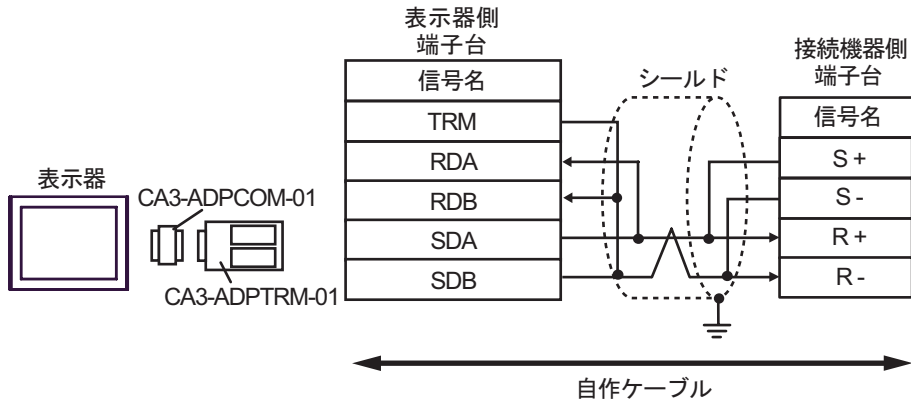 表示器側
端子台
信号名
TRM
RDA
RDB
SDA
SDB
シールド
接続機器側
端子台
信号名
S +
S -
R +
R -
表示器
CA3-ADPCOM-01
CA3-ADPTRM-01
自作ケーブル